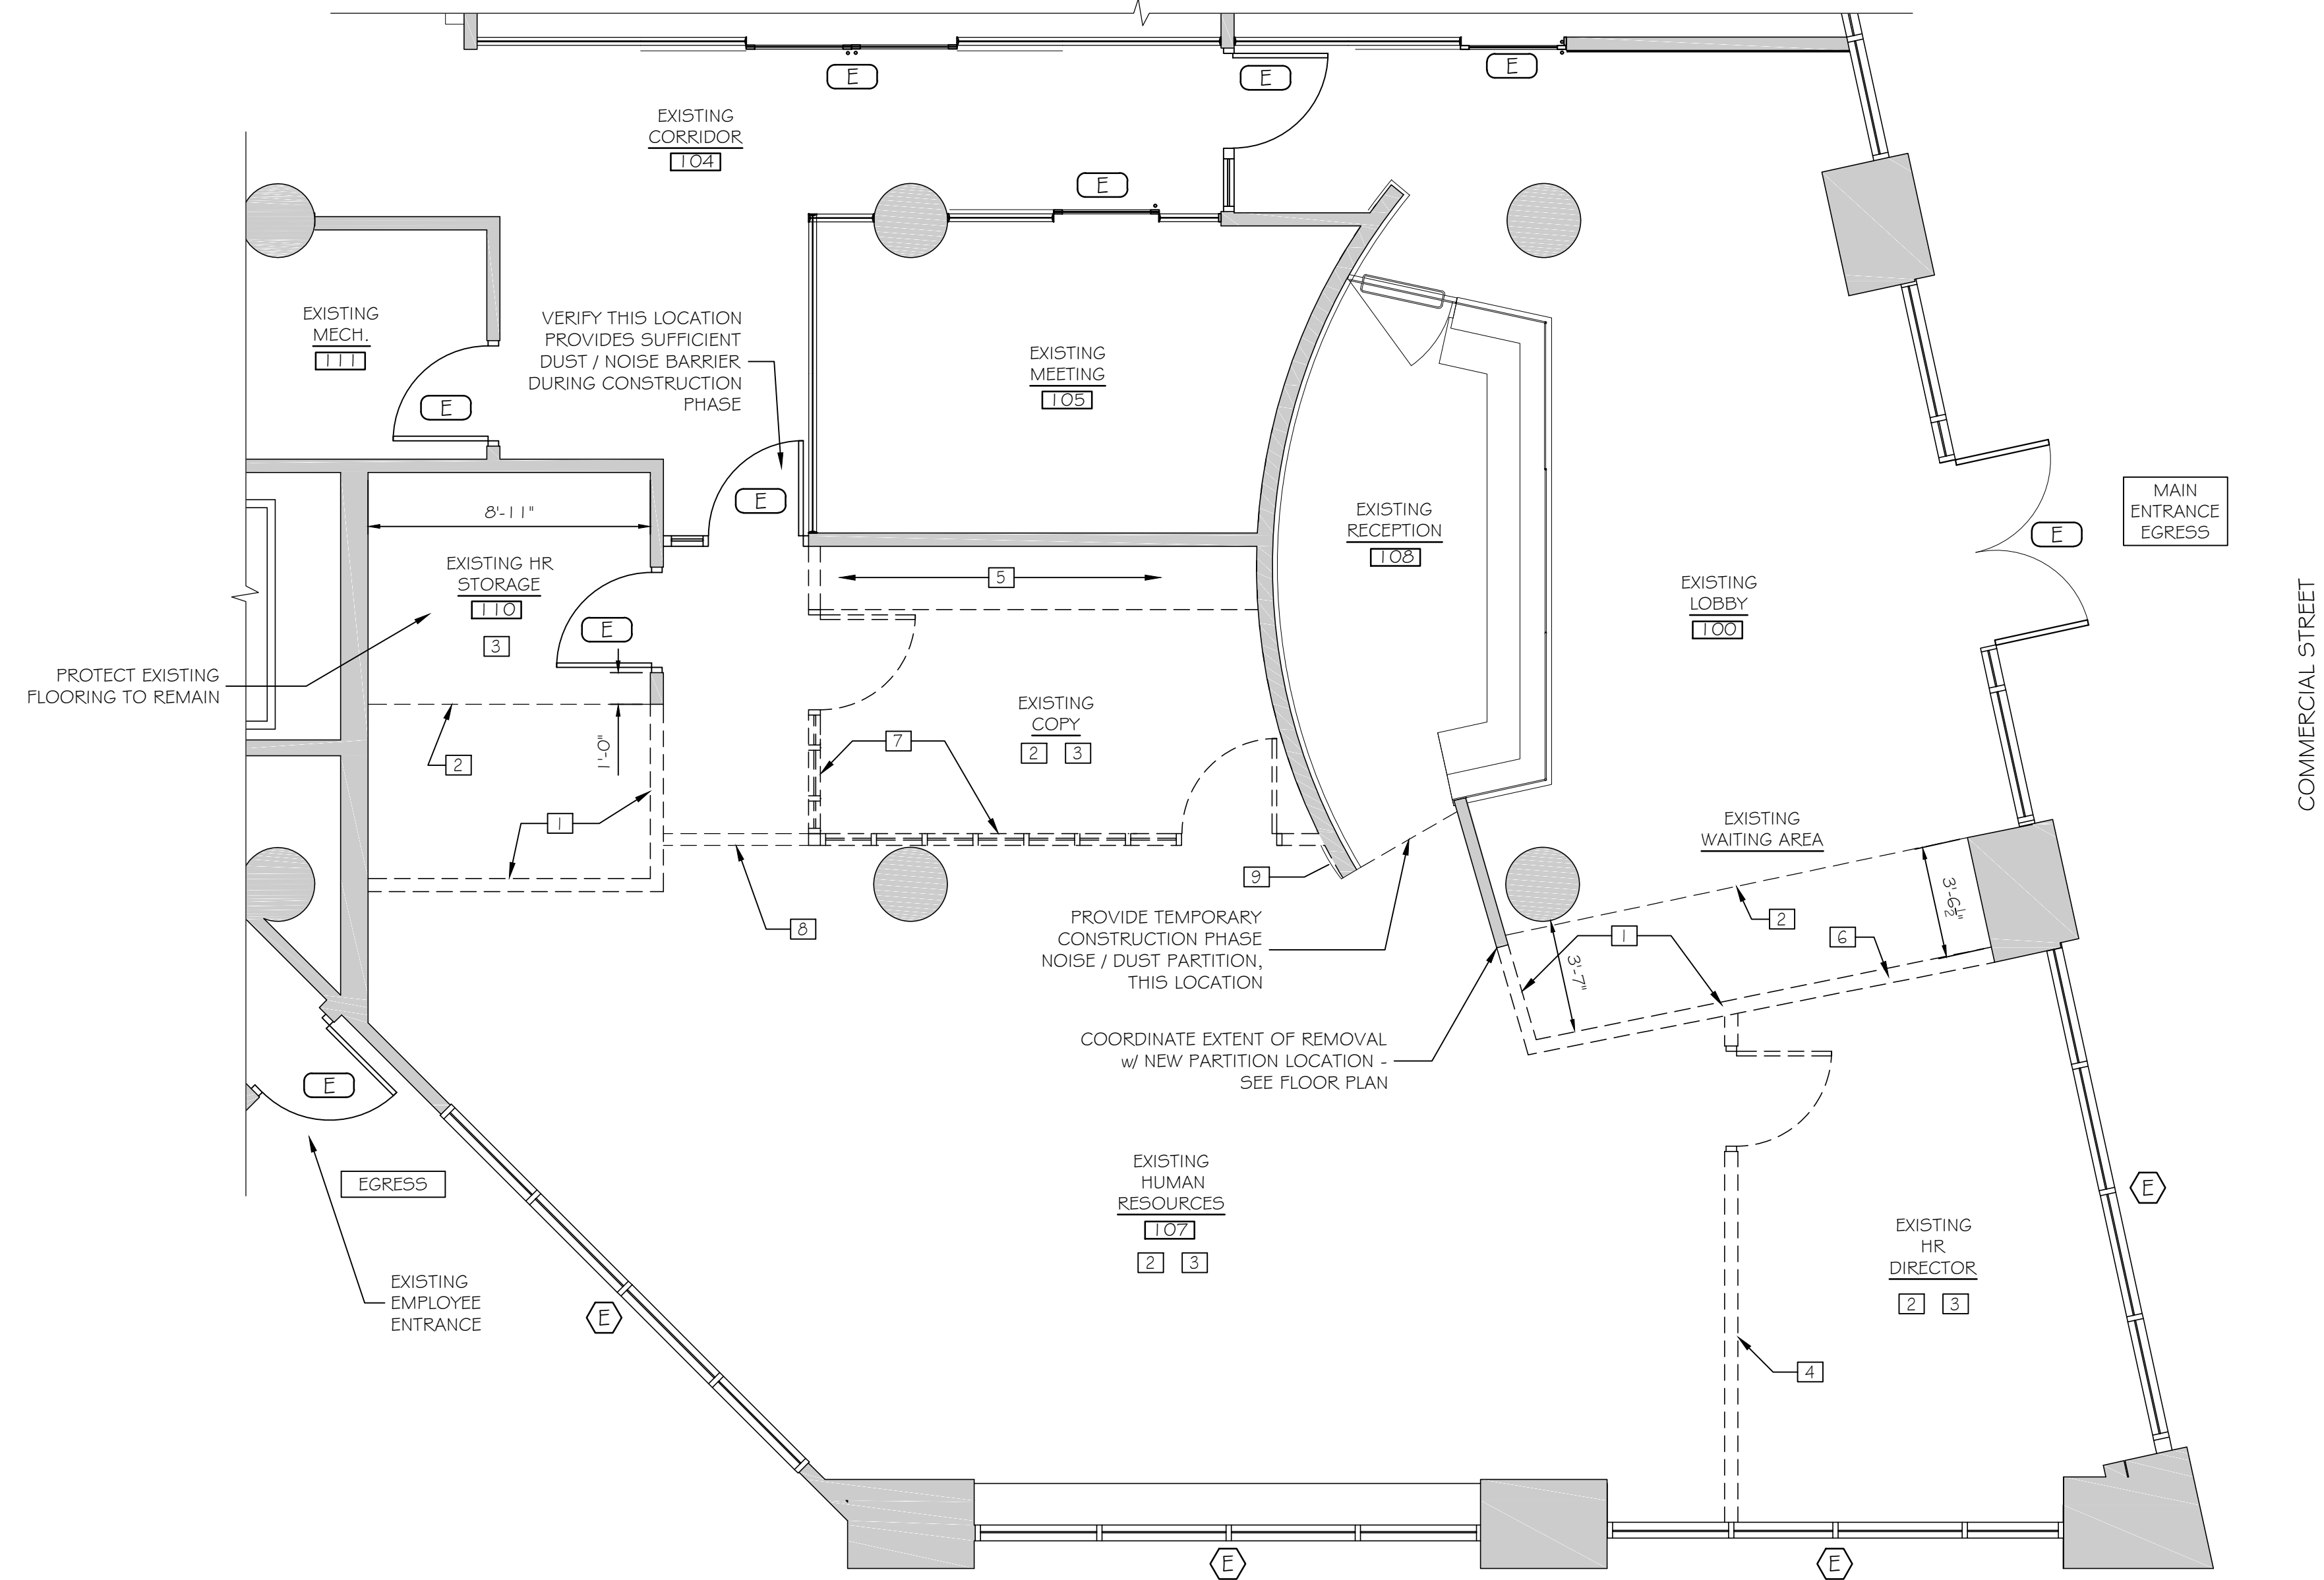 E
E
E
EXISTING
CORRIDOR
104
E
EXISTING
MECH.
111
E
VERIFY THIS LOCATION
PROVIDES SUFFICIENT
DUST / NOISE BARRIER
DURING CONSTRUCTION
PHASE
EXISTING
MEETING
105
E
8'-11"
EXISTING HR
STORAGE
110
3
E
PROTECT EXISTING
FLOORING TO REMAIN
2
1'-0"
1
5
EXISTING
COPY
2 3
7
8
9
EXISTING
RECEPTION
108
EXISTING
LOBBY
100
E
MAIN
ENTRANCE
EGRESS
COMMERCIAL STREET
EXISTING
WAITING AREA
2
3'-6½"
6
1
3'-7"
PROVIDE TEMPORARY
CONSTRUCTION PHASE
NOISE / DUST PARTITION,
THIS LOCATION
COORDINATE EXTENT OF REMOVAL
w/ NEW PARTITION LOCATION -
SEE FLOOR PLAN
E
EGRESS
EXISTING
EMPLOYEE
ENTRANCE
E
EXISTING
HUMAN
RESOURCES
107
2 3
EXISTING
HR
DIRECTOR
2 3
4
E
E
E